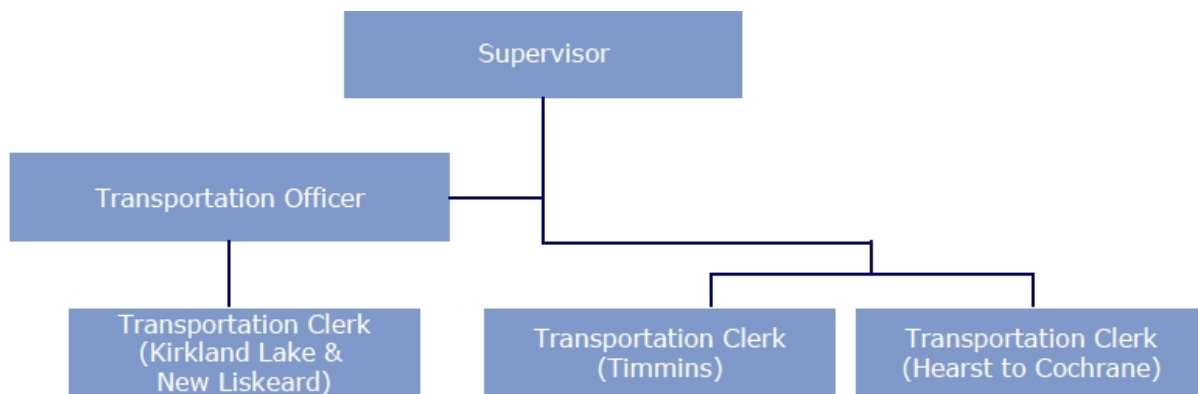 Supervisor
Transportation Officer
Transportation Clerk
(Kirkland Lake &
New Liskeard)
Transportation Clerk
(Timmins)
Transportation Clerk
(Hearst to Cochrane)